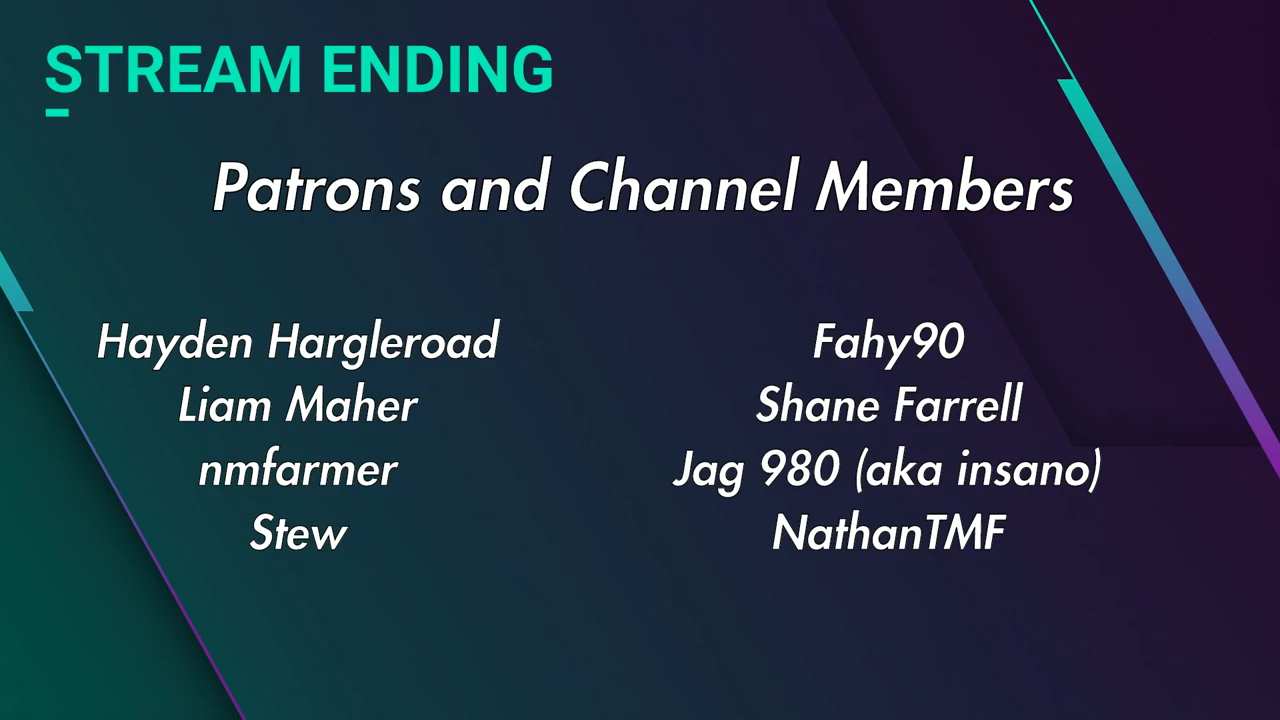 STREAM ENDING
Patrons and Channel Members
Hayden Hargleroad
Liam Maher
nmfarmer
Stew
Fahy90
Shane Farrell
Jag 980 (aka insano)
NathanTMF